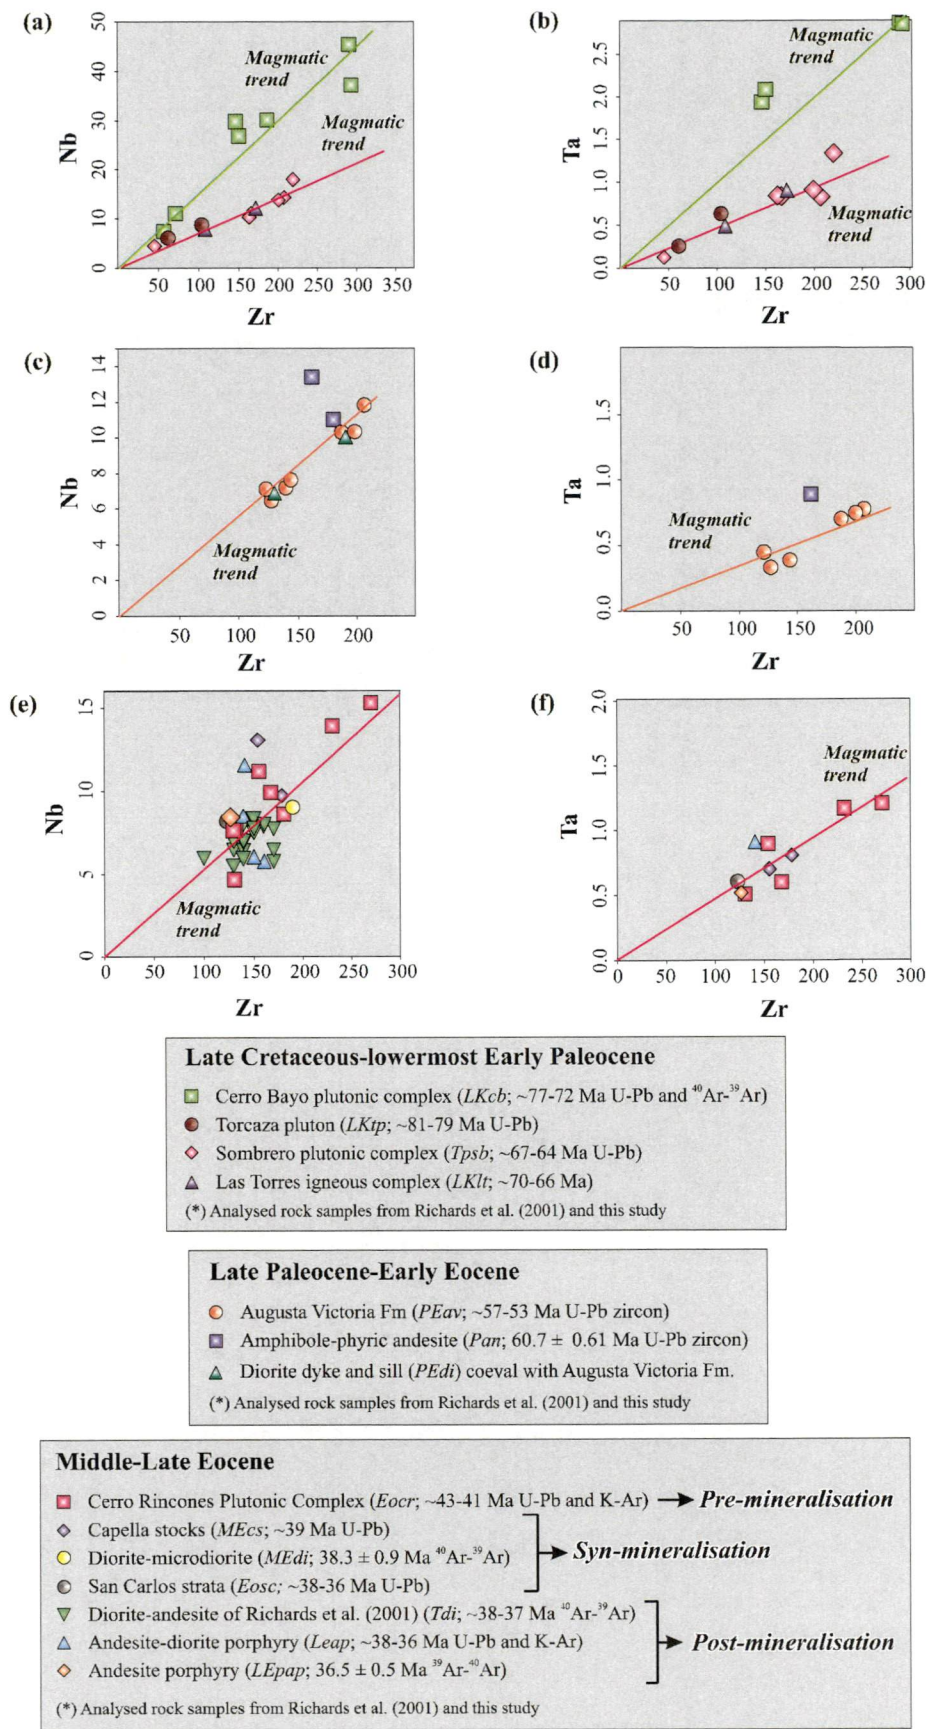 (a)
50
40
30
20
10
0
Nb
Magmatic
trend
Magmatic
trend
50 100 150 200 250 300 350
Zr
(b)
2.5
2.0
1.5
1.0
0.5
0.0
Ta
Magmatic
trend
Magmatic
trend
50 100 150 200 250 300
Zr
(c)
14
12
10
8
6
4
2
0
Nb
Magmatic
trend
50 100 150 200
Zr
(d)
1.5
1.0
0.5
0.0
Ta
Magmatic
trend
50 100 150 200
Zr
(e)
15
10
5
0
Nb
Magmatic
trend
0 50 100 150 200 250 300
Zr
(f)
2.0
1.5
1.0
0.5
0.0
Ta
Magmatic
trend
0 50 100 150 200 250 300
Zr
Late Cretaceous-lowermost Early Paleocene
Cerro Bayo plutonic complex (LKcb; ~77-72 Ma U-Pb and ⁴⁰Ar-³⁹Ar)
Torcaza pluton (LKtp; ~81-79 Ma U-Pb)
Sombrero plutonic complex (Tpsb; ~67-64 Ma U-Pb)
Las Torres igneous complex (LKlt; ~70-66 Ma)
(*) Analysed rock samples from Richards et al. (2001) and this study
Late Paleocene-Early Eocene
Augusta Victoria Fm (PEav; ~57-53 Ma U-Pb zircon)
Amphibole-phyric andesite (Pan; 60.7 ± 0.61 Ma U-Pb zircon)
Diorite dyke and sill (PEdi) coeval with Augusta Victoria Fm.
(*) Analysed rock samples from Richards et al. (2001) and this study
Middle-Late Eocene
Cerro Rincones Plutonic Complex (Eocr; ~43-41 Ma U-Pb and K-Ar) → Pre-mineralisation
Capella stocks (MEcs; ~39 Ma U-Pb)
Diorite-microdiorite (MEdi; 38.3 ± 0.9 Ma ⁴⁰Ar-³⁹Ar)
Syn-mineralisation
San Carlos strata (Eosc; ~38-36 Ma U-Pb)
Diorite-andesite of Richards et al. (2001) (Tdi; ~38-37 Ma ⁴⁰Ar-³⁹Ar)
Andesite-diorite porphyry (Leap; ~38-36 Ma U-Pb and K-Ar)
Post-mineralisation
Andesite porphyry (LEpap; 36.5 ± 0.5 Ma ³⁹Ar-⁴⁰Ar)
(*) Analysed rock samples from Richards et al. (2001) and this study